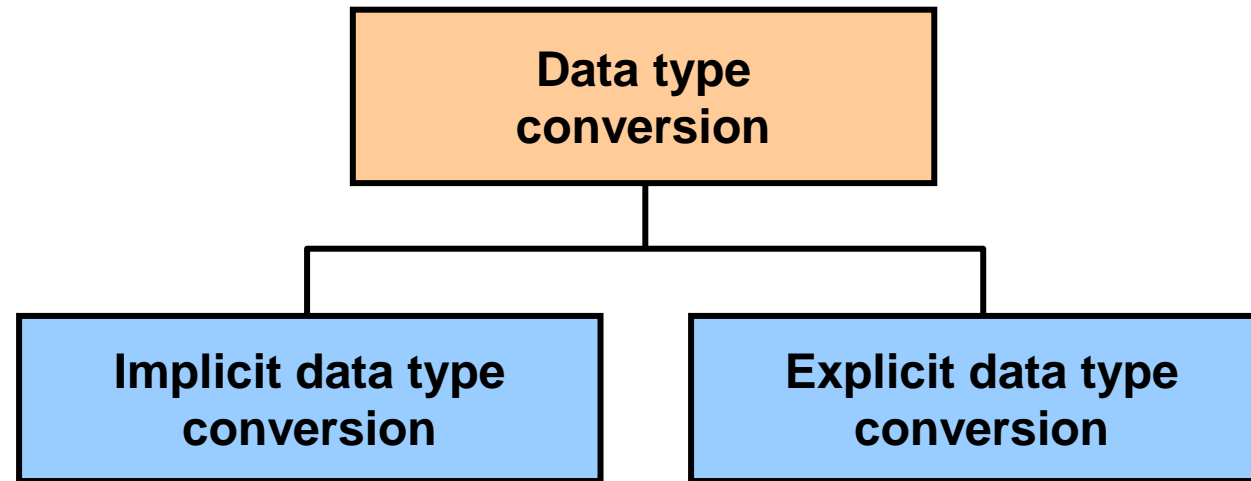 Data type
conversion
Implicit data type
conversion
Explicit data type
conversion